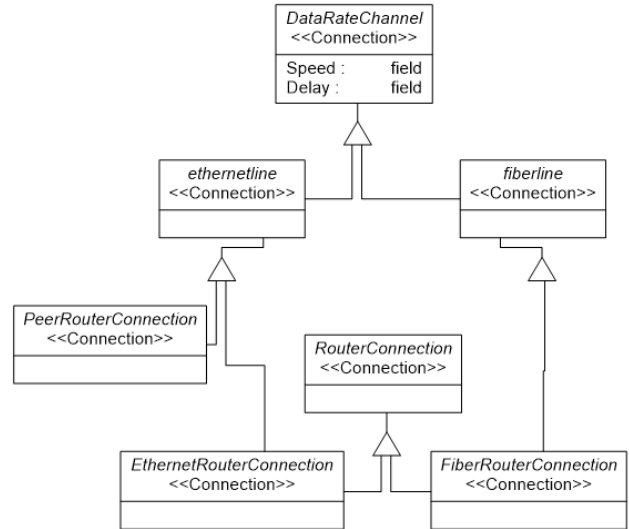 DataRateChannel
<<Connection>>
Speed : field
Delay : field
ethernetline
<<Connection>>
fiberline
<<Connection>>
PeerRouterConnection
<<Connection>>
RouterConnection
<<Connection>>
EthernetRouterConnection
<<Connection>>
FiberRouterConnection
<<Connection>>